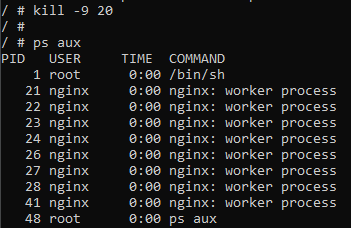 / # kill -9 20
/ #
/ # ps aux
PID   USER     TIME  COMMAND
    1 root      0:00 /bin/sh
   21 nginx     0:00 nginx: worker process
   22 nginx     0:00 nginx: worker process
   23 nginx     0:00 nginx: worker process
   24 nginx     0:00 nginx: worker process
   26 nginx     0:00 nginx: worker process
   27 nginx     0:00 nginx: worker process
   28 nginx     0:00 nginx: worker process
   41 nginx     0:00 nginx: worker process
   48 root      0:00 ps aux